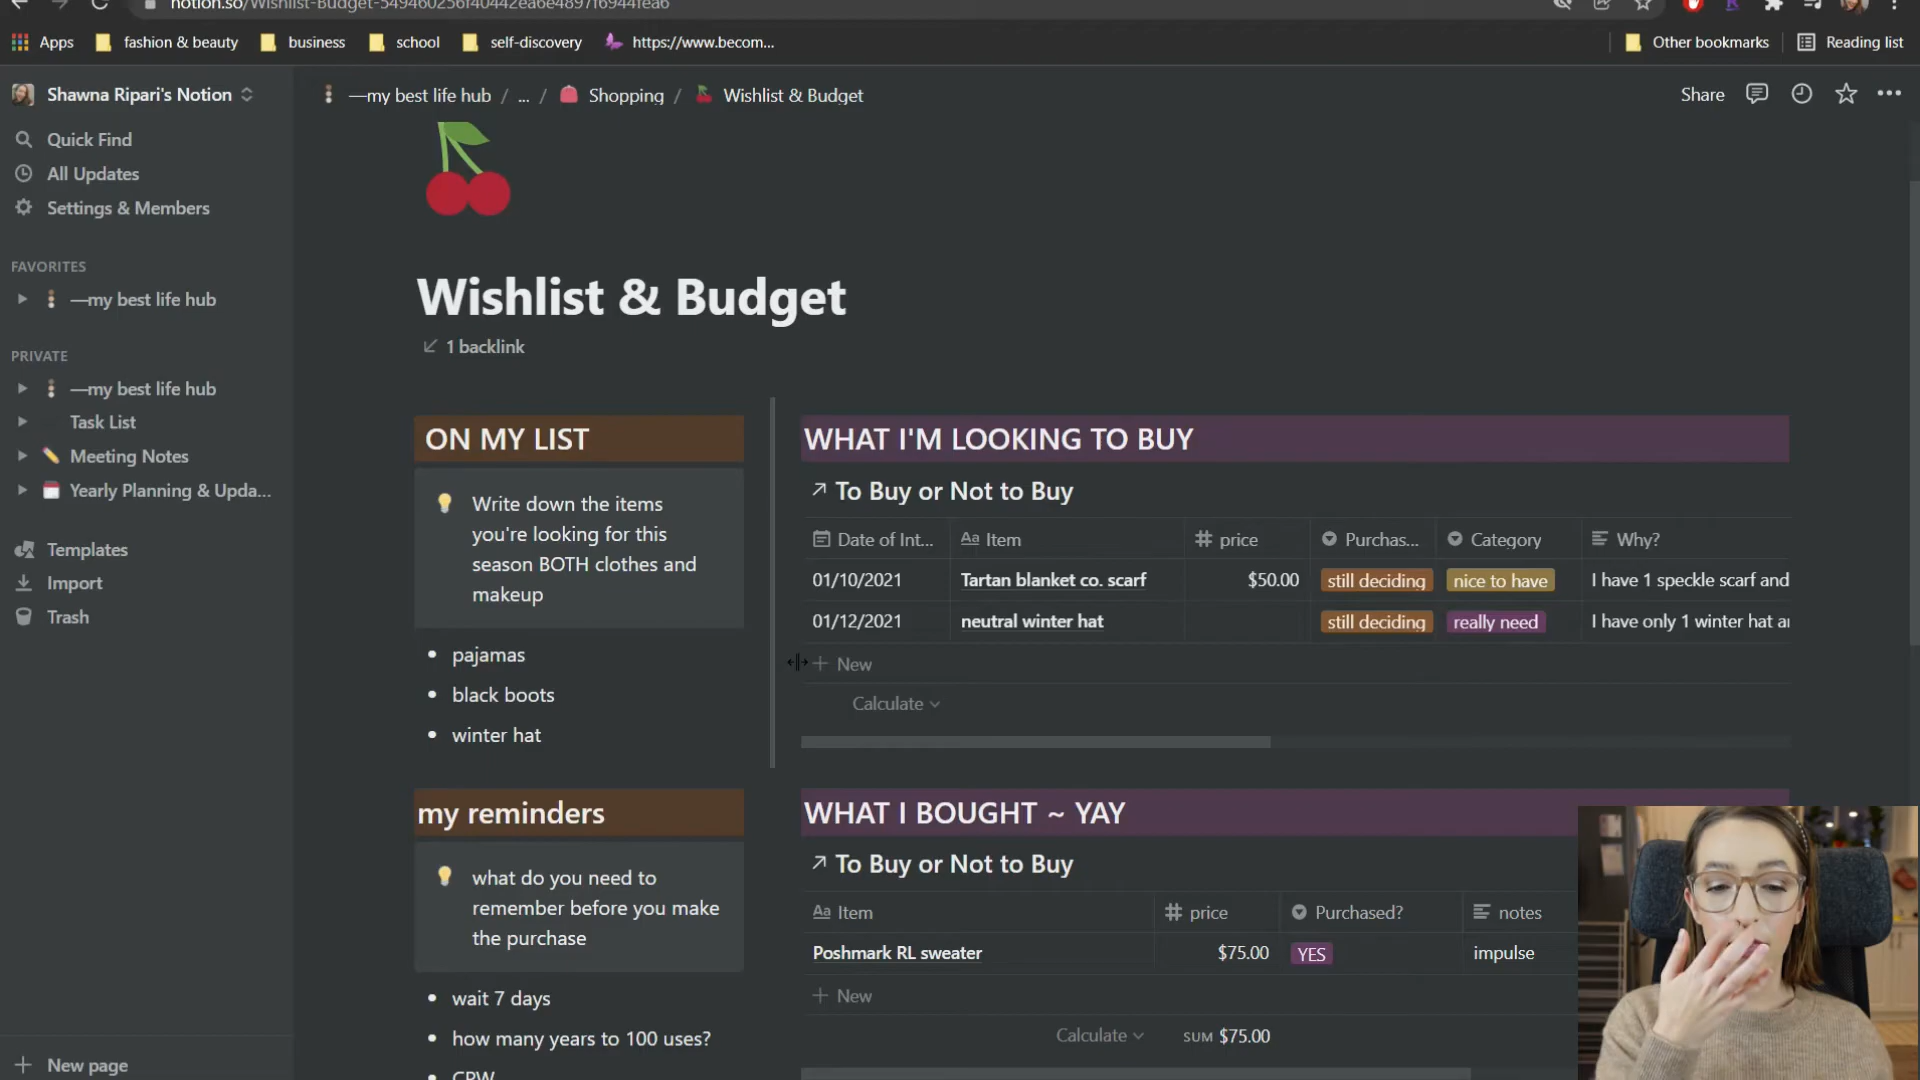 notion.so/Wishlist-Budget-549460256f40442ea6e4897f6944fea6
Apps
fashion & beauty
business
school
self-discovery
https://www.becom...
Other bookmarks
Reading list
Shawna Ripari's Notion
—my best life hub / ... / Shopping / Wishlist & Budget
Share
Quick Find
All Updates
Settings & Members
FAVORITES
—my best life hub
PRIVATE
—my best life hub
Task List
Meeting Notes
Yearly Planning & Upda...
Templates
Import
Trash
New page
Wishlist & Budget
1 backlink
ON MY LIST
Write down the items
you're looking for this
season BOTH clothes and
makeup
• pajamas
• black boots
• winter hat
my reminders
what do you need to
remember before you make
the purchase
• wait 7 days
• how many years to 100 uses?
• CPW
WHAT I'M LOOKING TO BUY
To Buy or Not to Buy
Date of Int... Aa Item # price Purchas... Category Why?
01/10/2021 Tartan blanket co. scarf $50.00 still deciding nice to have I have 1 speckle scarf and
01/12/2021 neutral winter hat still deciding really need I have only 1 winter hat a
+ New
Calculate
WHAT I BOUGHT ~ YAY
To Buy or Not to Buy
Aa Item # price Purchased? notes
Poshmark RL sweater $75.00 YES impulse
+ New
Calculate SUM $75.00